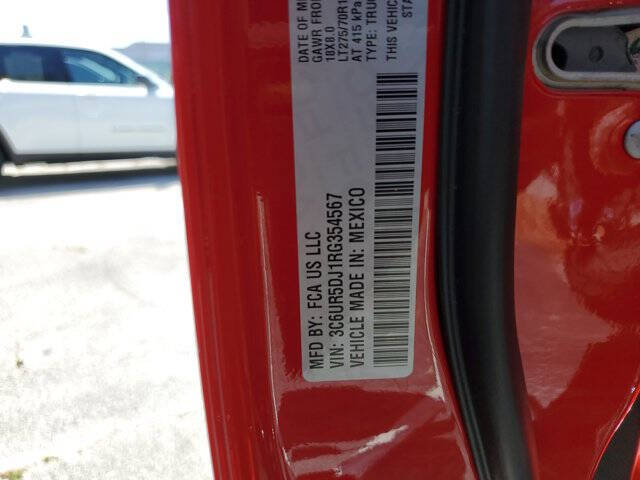 MFD BY: FCA US LLC
VIN: 3C6UR5DJ1RG354567
VEHICLE MADE IN: MEXICO
DATE OF
GAWR FRO
18X8.0
LT275/70R1
AT 415 kPa
TYPE: TRU
THIS VEHIC
STA